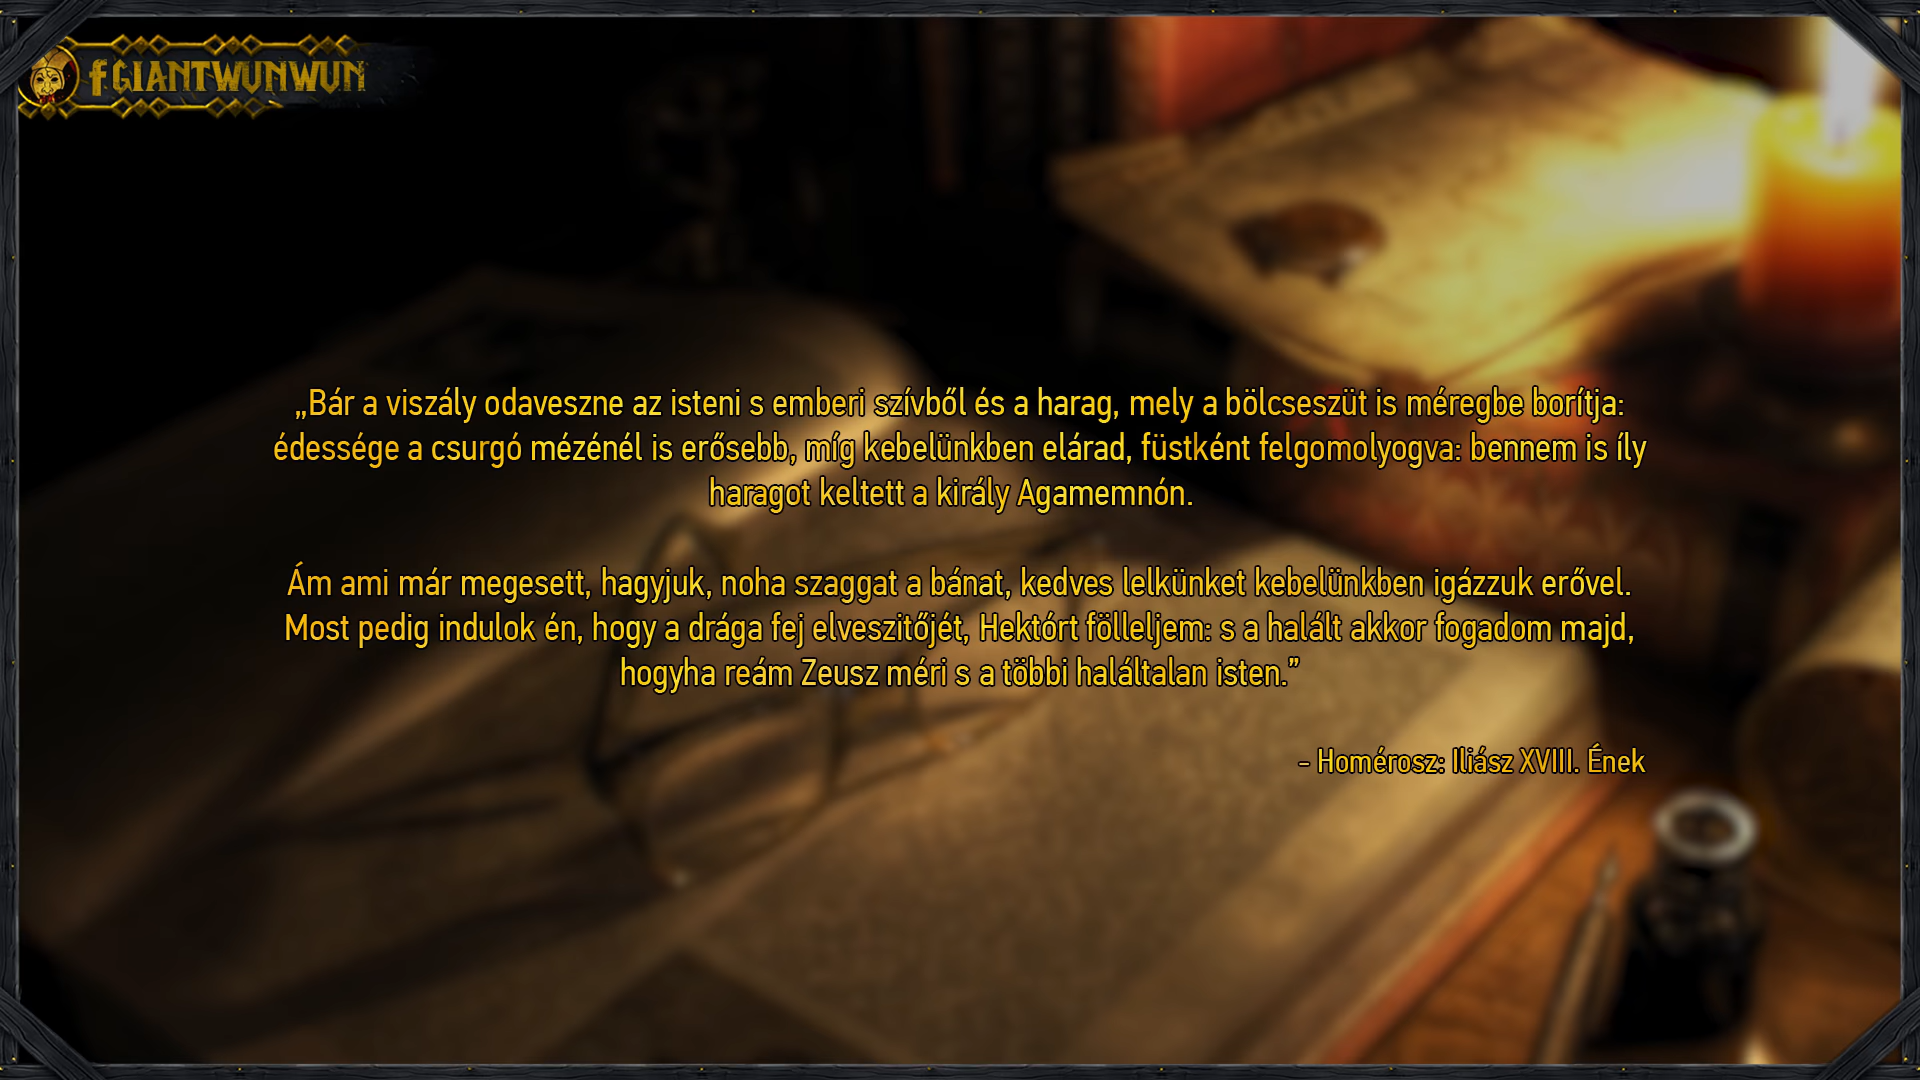 fGIANTWUNWUN
„Bár a viszály odaveszne az isteni s emberi szívből és a harag, mely a bölcseszüt is méregbe borítja:
édessége a csurgó mézénél is erősebb, míg kebelünkben elárad, füstként felgomolyogva: bennem is íly
haragot keltett a király Agamemnón.
Ám ami már megesett, hagyjuk, noha szaggat a bánat, kedves lelkünket kebelünkben igázzuk erővel.
Most pedig indulok én, hogy a drága fej elveszitőjét, Hektórt fölleljem: s a halált akkor fogadom majd,
hogyha reám Zeusz méri s a többi haláltalan isten.”
- Homérosz: Iliász XVIII. Ének